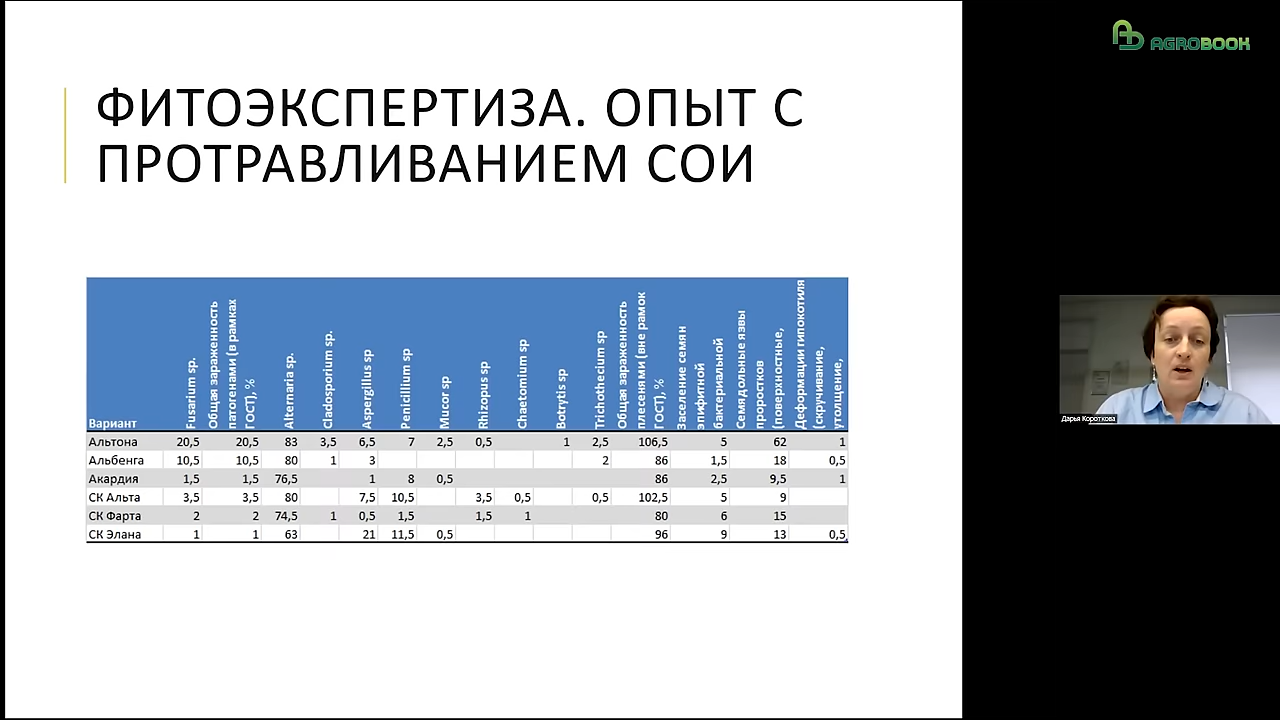 AGROBOOK
ФИТОЭКСПЕРТИЗА. ОПЫТ С
ПРОТРАВЛИВАНИЕМ СОИ
Вариант
Fusarium sp.
Общая зараженность
патогенами (в рамках
ГОСТ), %
Alternaria sp.
Cladosporium sp.
Aspergillus sp
Penicillium sp
Mucor sp
Rhizopus sp
Chaetomium sp
Botrytis sp
Trichothecium sp
Общая зараженность
плесенями (вне рамок
ГОСТ), %
Заселение семян
эпифитной
бактериальной
Семядольные язвы
проростков
(поверхностные,
Деформации гипокотиля
(скручивание,
утолщение,
Альтона 20,5 20,5 83 3,5 6,5 7 2,5 0,5 1 2,5 106,5 5 62 1
Альбенга 10,5 10,5 80 1 3 2 86 1,5 18 0,5
Акардия 1,5 1,5 76,5 1 8 0,5 86 2,5 9,5 1
СК Альта 3,5 3,5 80 7,5 10,5 3,5 0,5 0,5 102,5 5 9
СК Фарта 2 2 74,5 1 0,5 1,5 1,5 1 80 6 15
СК Элана 1 1 63 21 11,5 0,5 96 9 13 0,5
Дарья Короткова